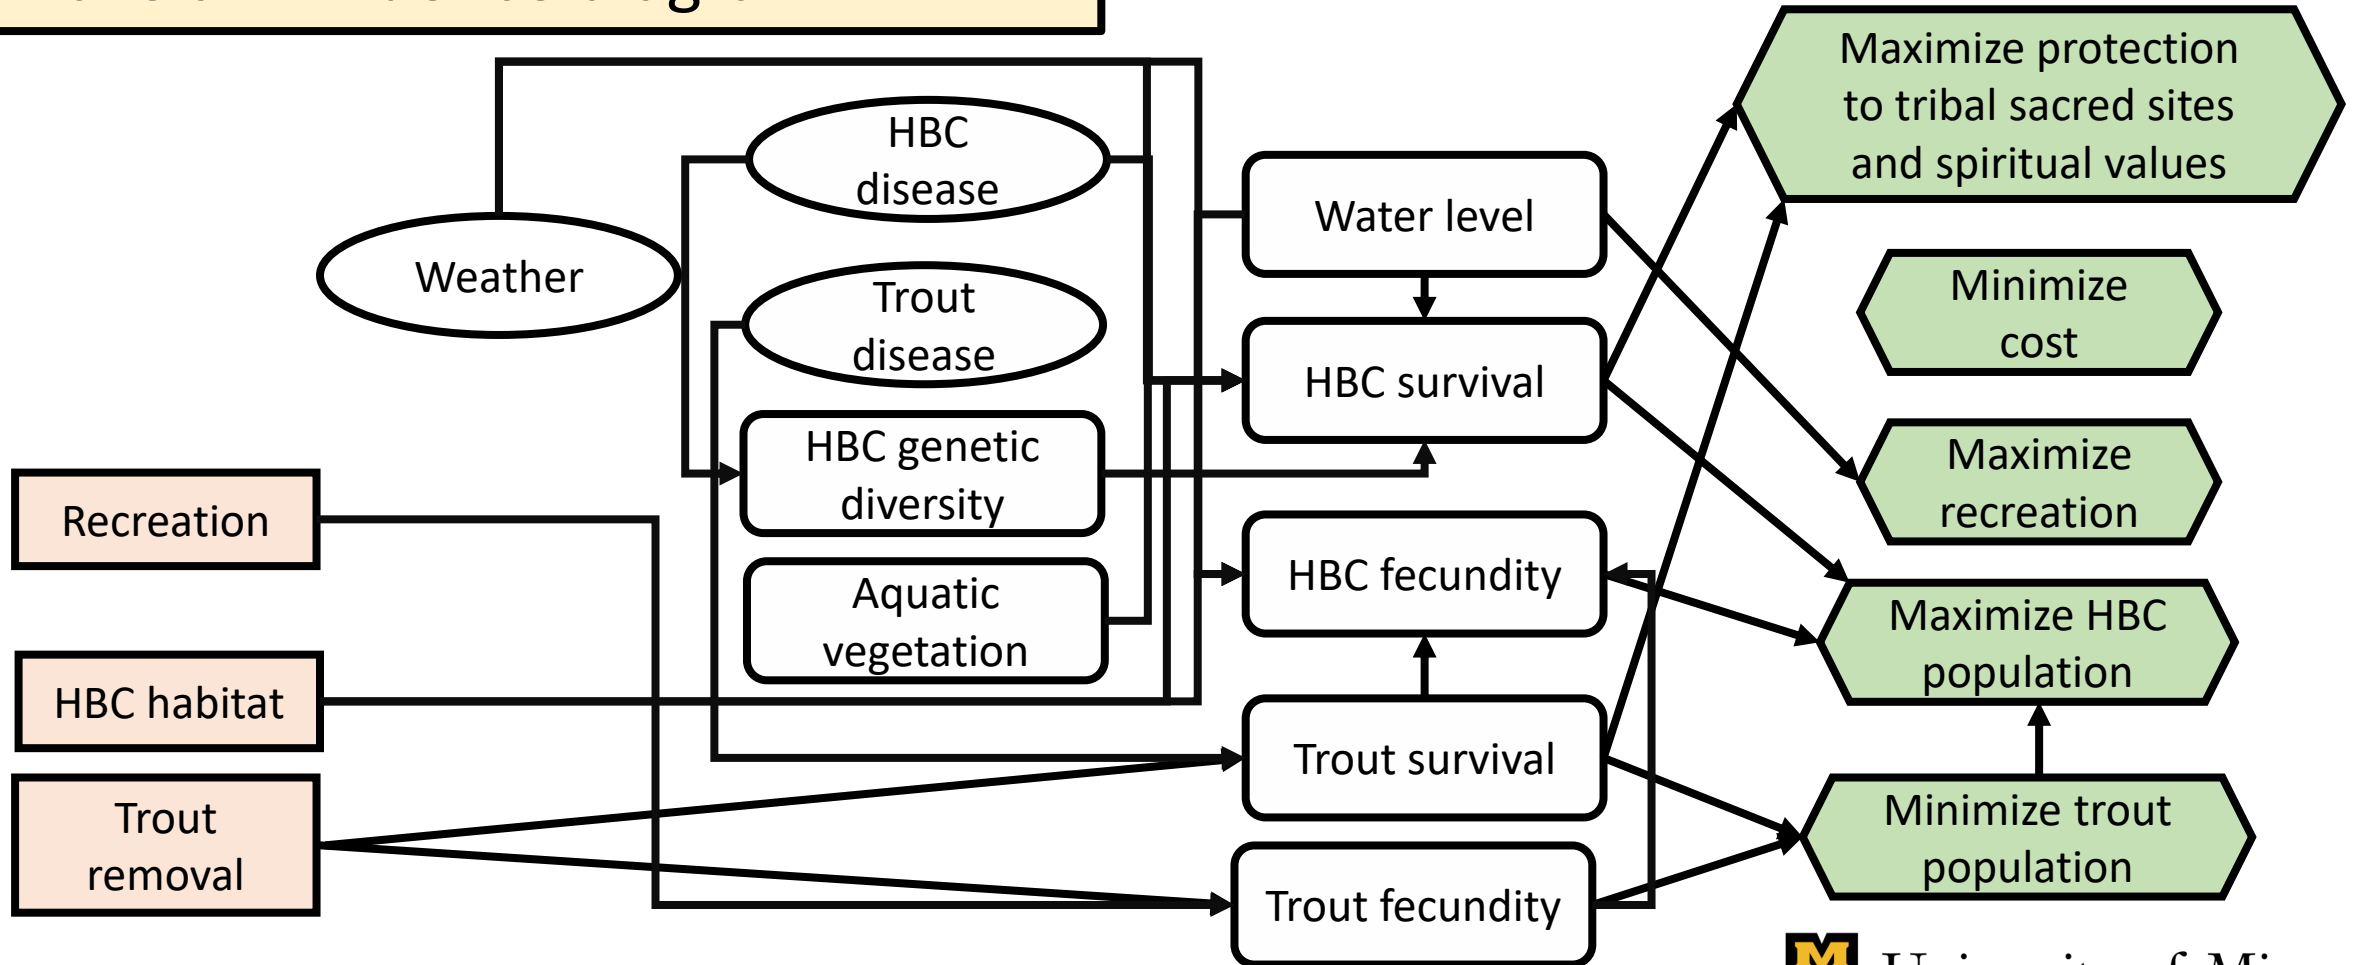 Maximize protection
to tribal sacred sites
and spiritual values
HBC
disease
Water level
Weather
Minimize
cost
Trout
disease
HBC survival
HBC genetic
diversity
Maximize
recreation
Recreation
HBC fecundity
Aquatic
vegetation
Maximize HBC
population
HBC habitat
Trout survival
Trout
removal
Minimize trout
population
Trout fecundity
M